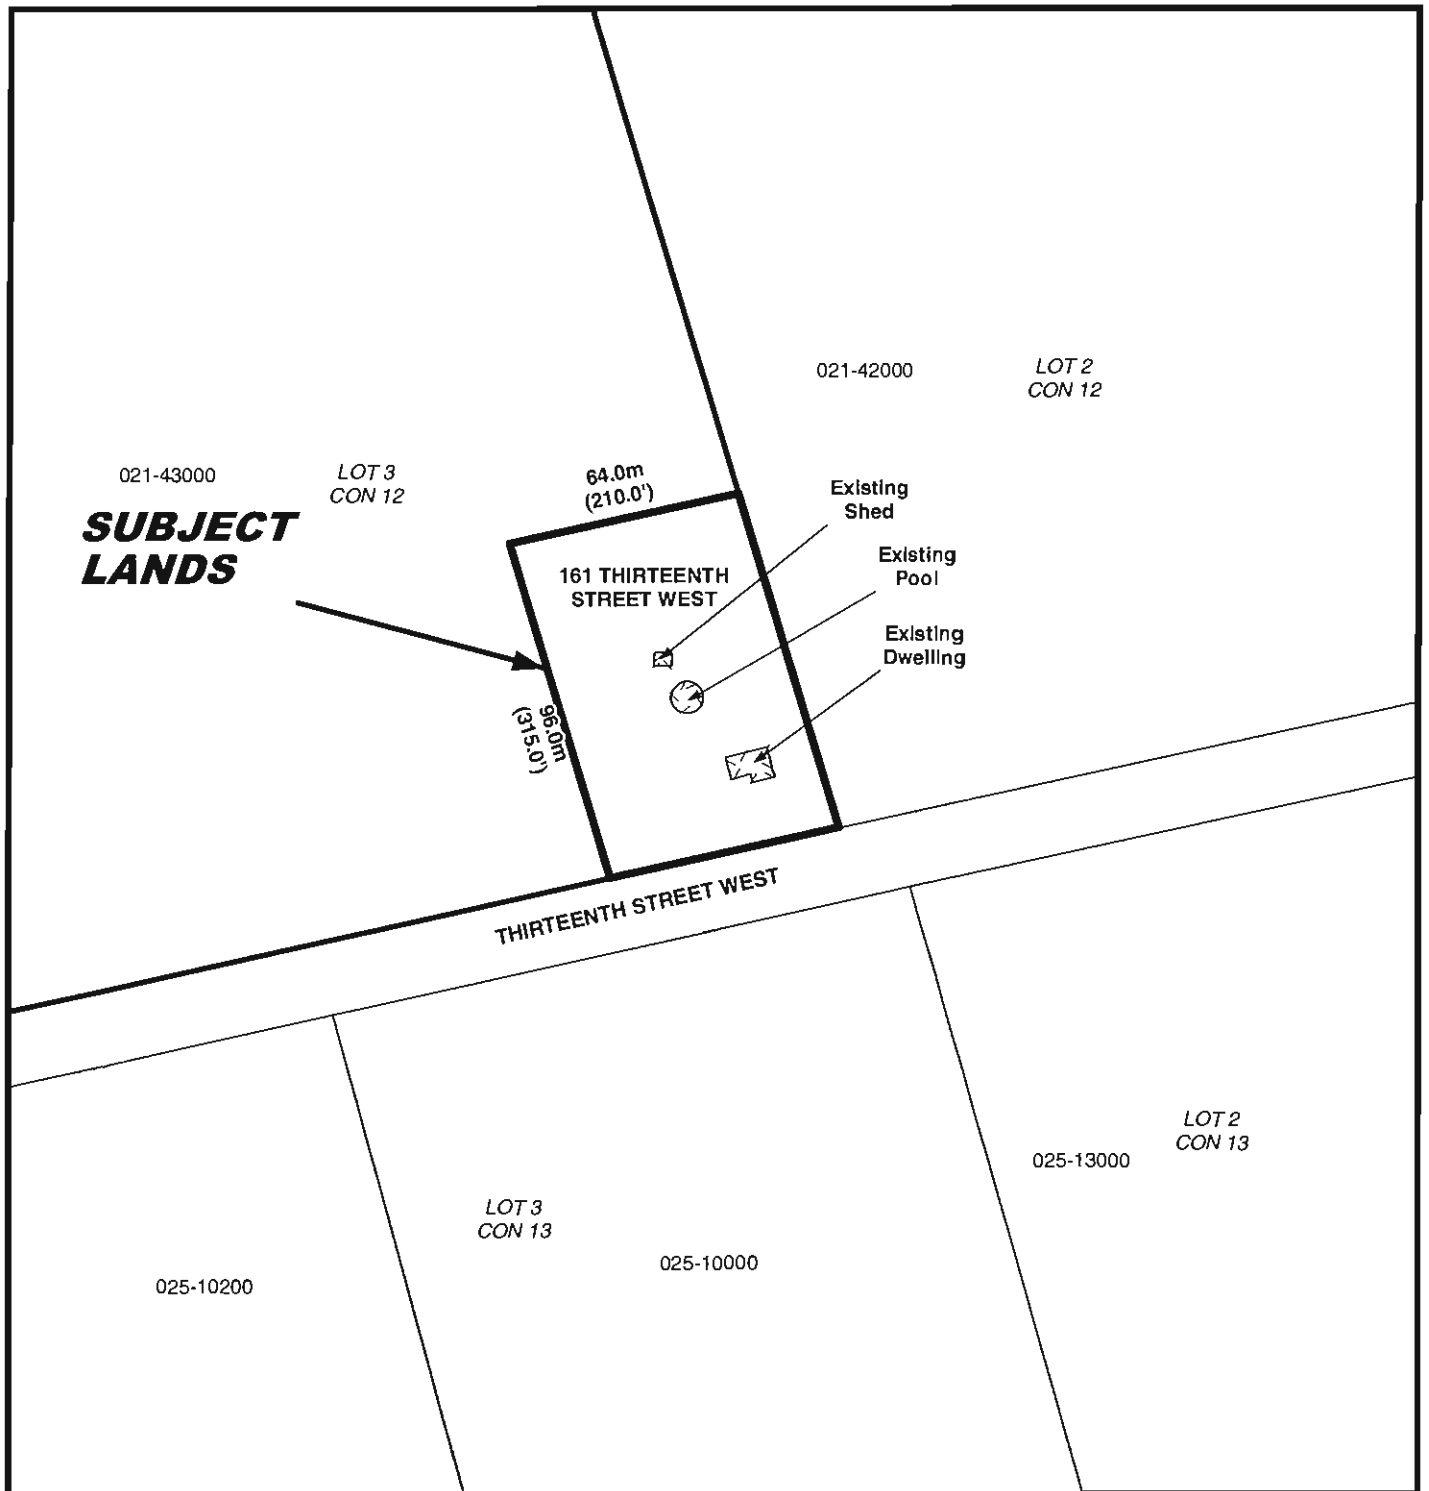 021-42000
LOT 2
CON 12
021-43000
LOT 3
CON 12
SUBJECT
LANDS
64.0m
(210.0')
Existing
Shed
Existing
Pool
Existing
Dwelling
161 THIRTEENTH
STREET WEST
96.0m
(315.0')
THIRTEENTH STREET WEST
LOT 2
CON 13
025-13000
LOT 3
CON 13
025-10000
025-10200